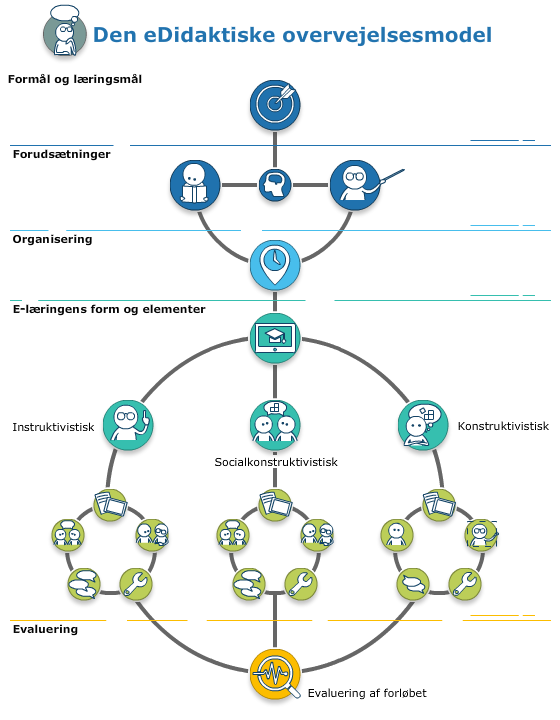 Den eDidaktiske overvejelsesmodel
Formål og læringsmål
Forudsætninger
Organisering
E-læringens form og elementer
Instruktivistisk
Konstruktivistisk
Socialkonstruktivistisk
Evaluering
Evaluering af forløbet